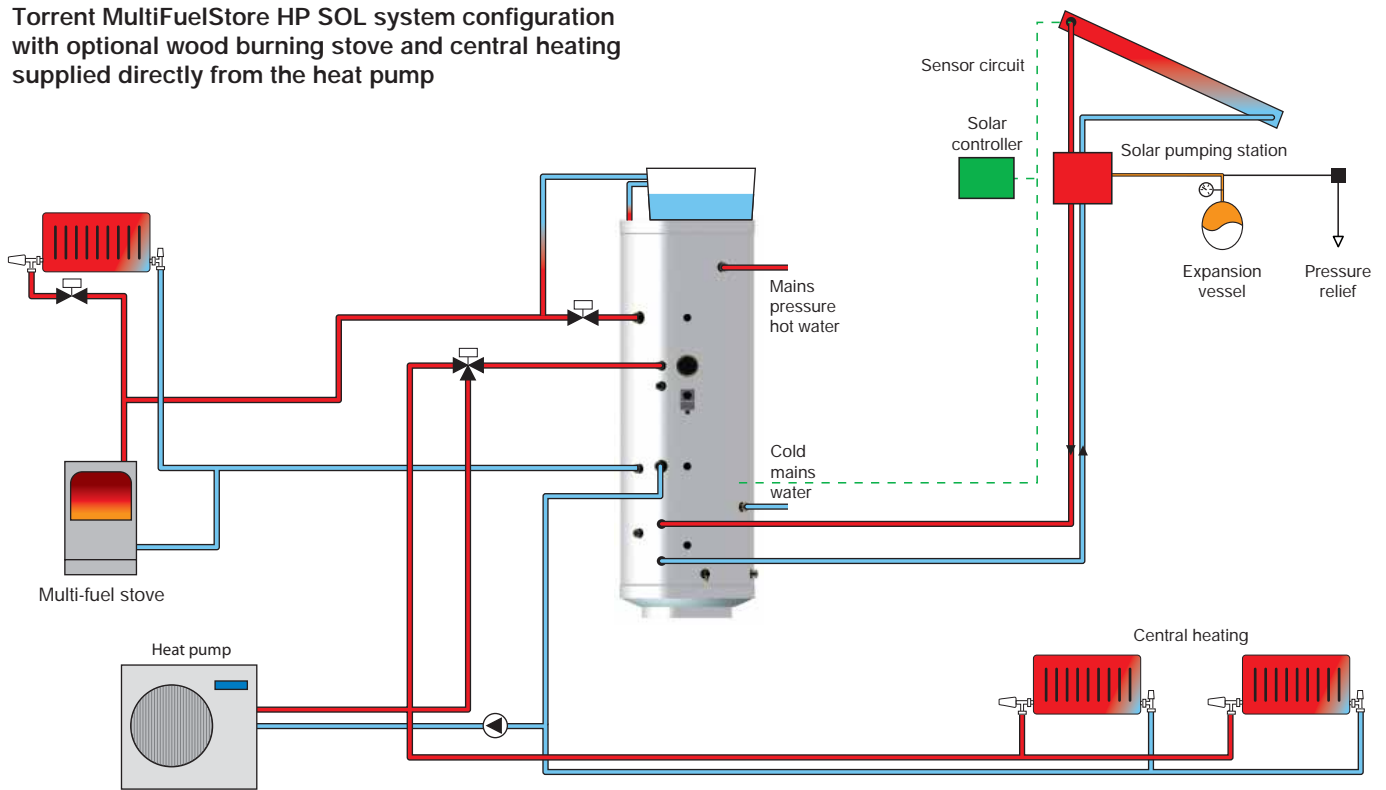 Torrent MultiFuelStore HP SOL system configuration
with optional wood burning stove and central heating
supplied directly from the heat pump
Sensor circuit
Solar
controller
Solar pumping station
Expansion
vessel
Pressure
relief
Mains
pressure
hot water
Cold
mains
water
Multi-fuel stove
Heat pump
Central heating